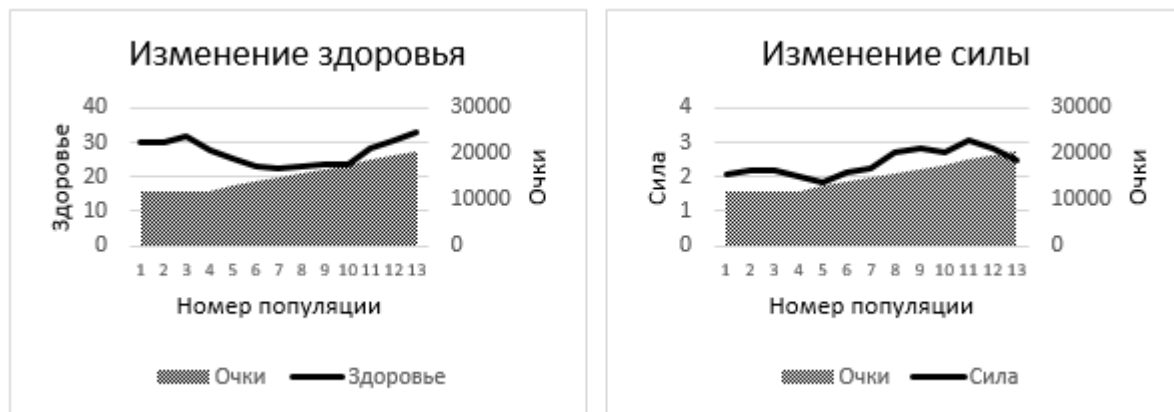 Изменение здоровья
40
30
20
10
0
Здоровье
30000
20000
10000
0
Очки
1 2 3 4 5 6 7 8 9 10 11 12 13
Номер популяции
Очки Здоровье
Изменение силы
4
3
2
1
0
Сила
30000
20000
10000
0
Очки
1 2 3 4 5 6 7 8 9 10 11 12 13
Номер популяции
Очки Сила